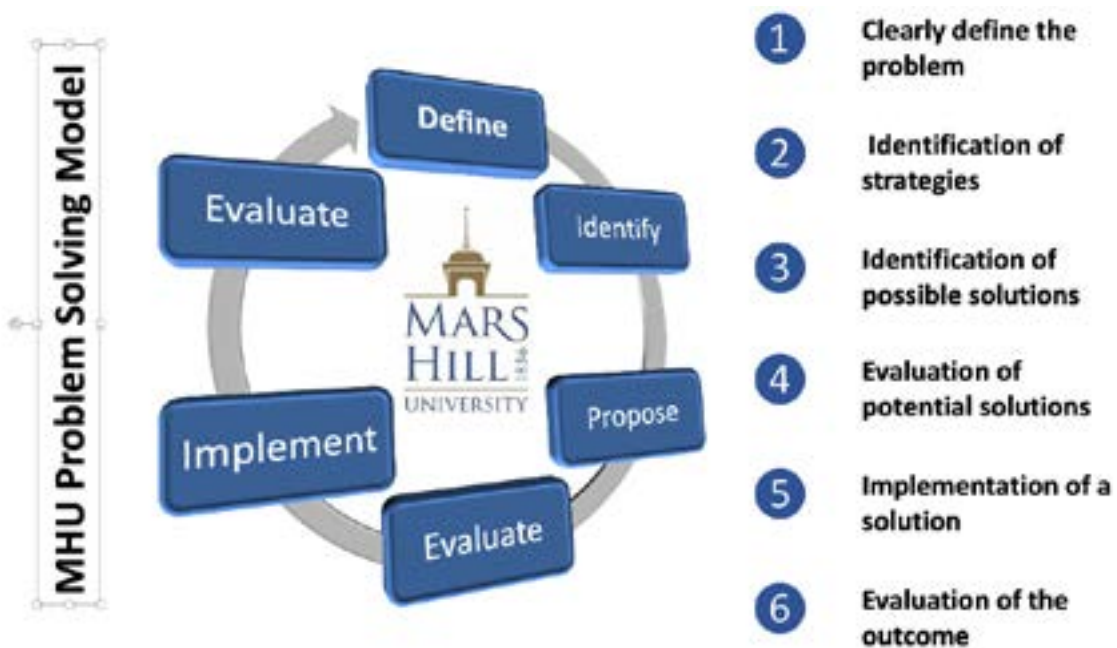 MHU Problem Solving Model
Define
Identify
Propose
Evaluate
Implement
Evaluate
MARS
HILL
1856
UNIVERSITY
1
Clearly define the
problem
2
Identification of
strategies
3
Identification of
possible solutions
4
Evaluation of
potential solutions
5
Implementation of a
solution
6
Evaluation of the
outcome